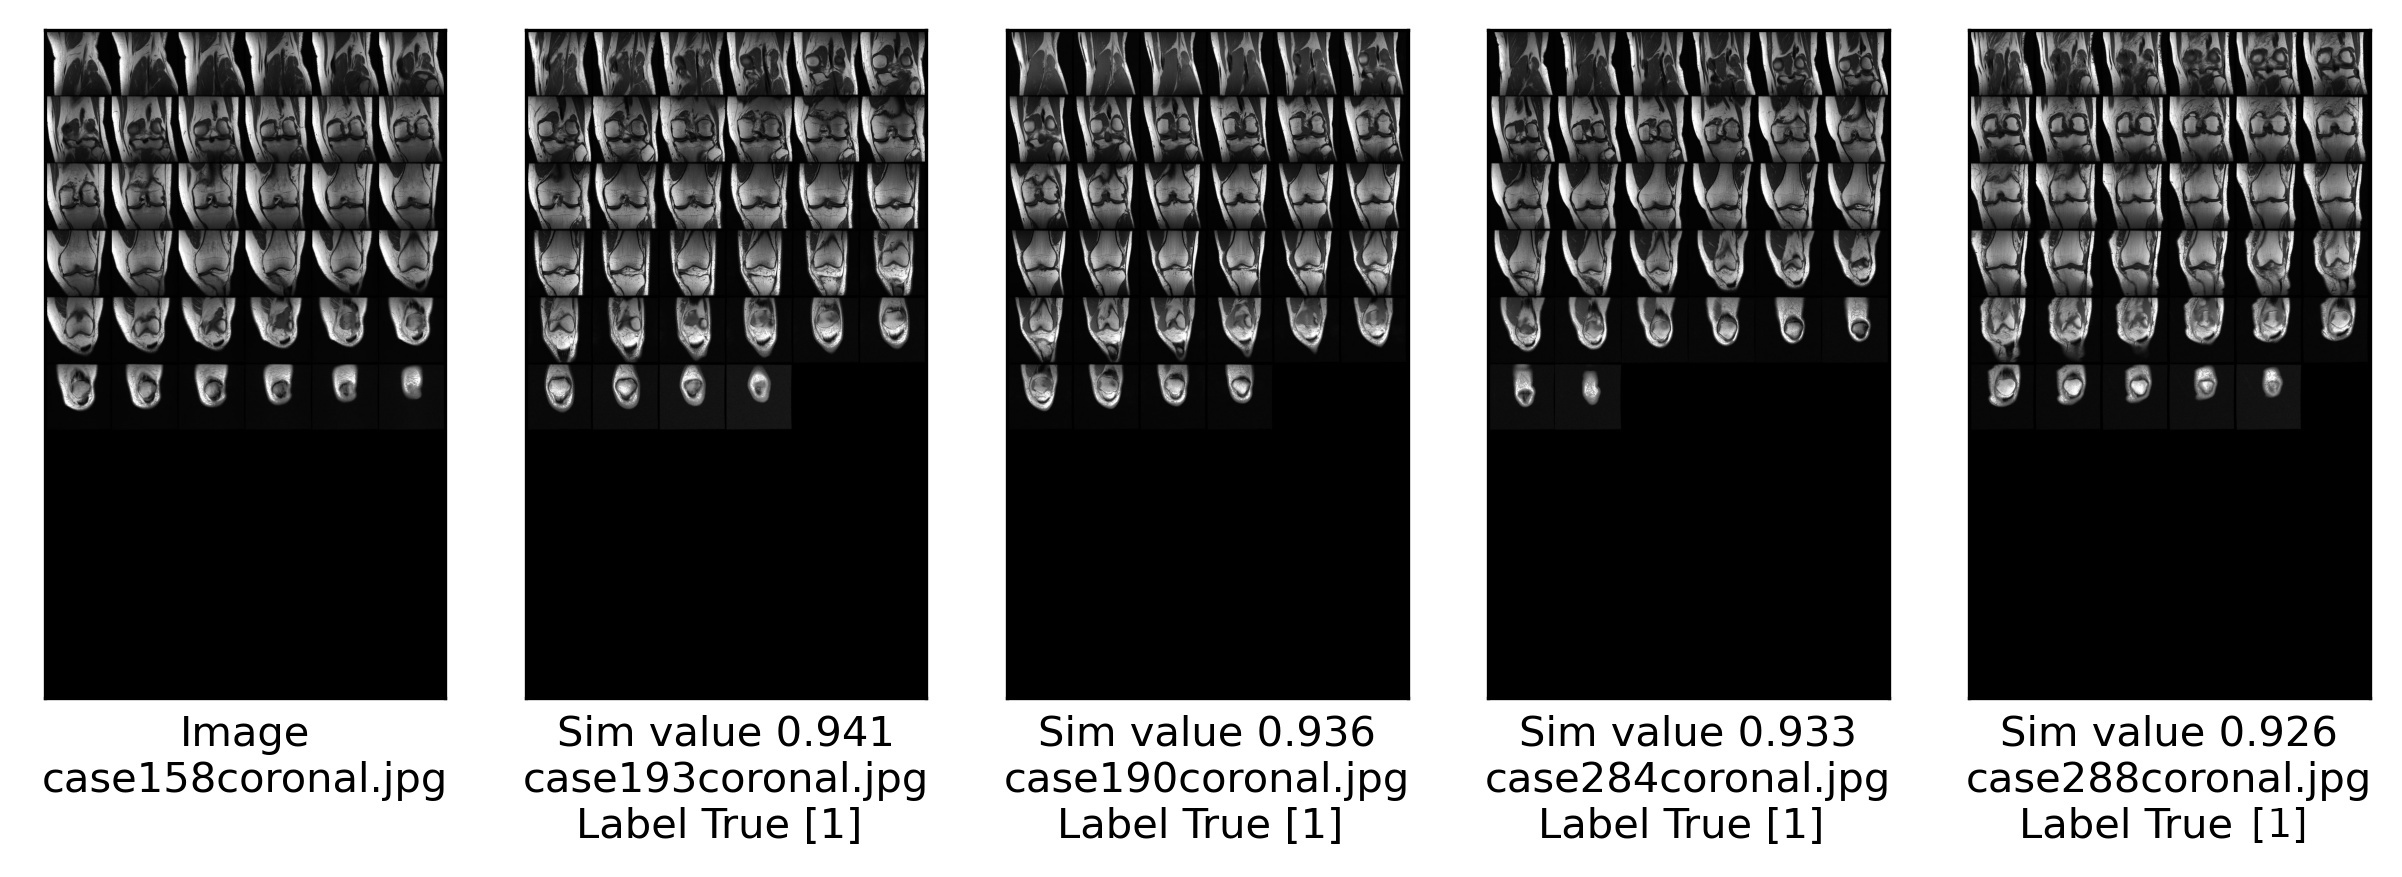 Image
case158coronal.jpg
Sim value 0.941
case193coronal.jpg
Label True [1]
Sim value 0.936
case190coronal.jpg
Label True [1]
Sim value 0.933
case284coronal.jpg
Label True [1]
Sim value 0.926
case288coronal.jpg
Label True [1]